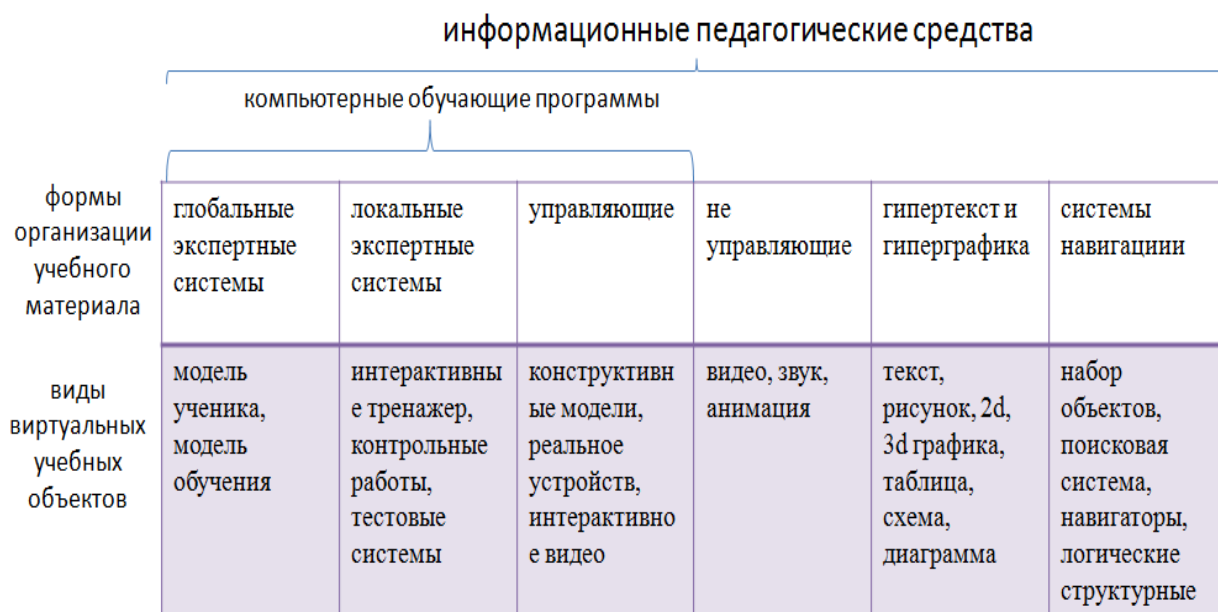 информационные педагогические средства
компьютерные обучающие программы
формы
организации
учебного
материала
глобальные
экспертные
системы
локальные
экспертные
системы
управляющие
не
управляющие
гипертекст и
гиперграфика
системы
навигациии
виды
виртуальных
учебных
объектов
модель
ученика,
модель
обучения
интерактивны
е тренажер,
контрольные
работы,
тестовые
системы
конструктивн
ые модели,
реальное
устройств,
интерактивно
е видео
видео, звук,
анимация
текст,
рисунок, 2d,
3d графика,
таблица,
схема,
диаграмма
набор
объектов,
поисковая
система,
навигаторы,
логические
структурные